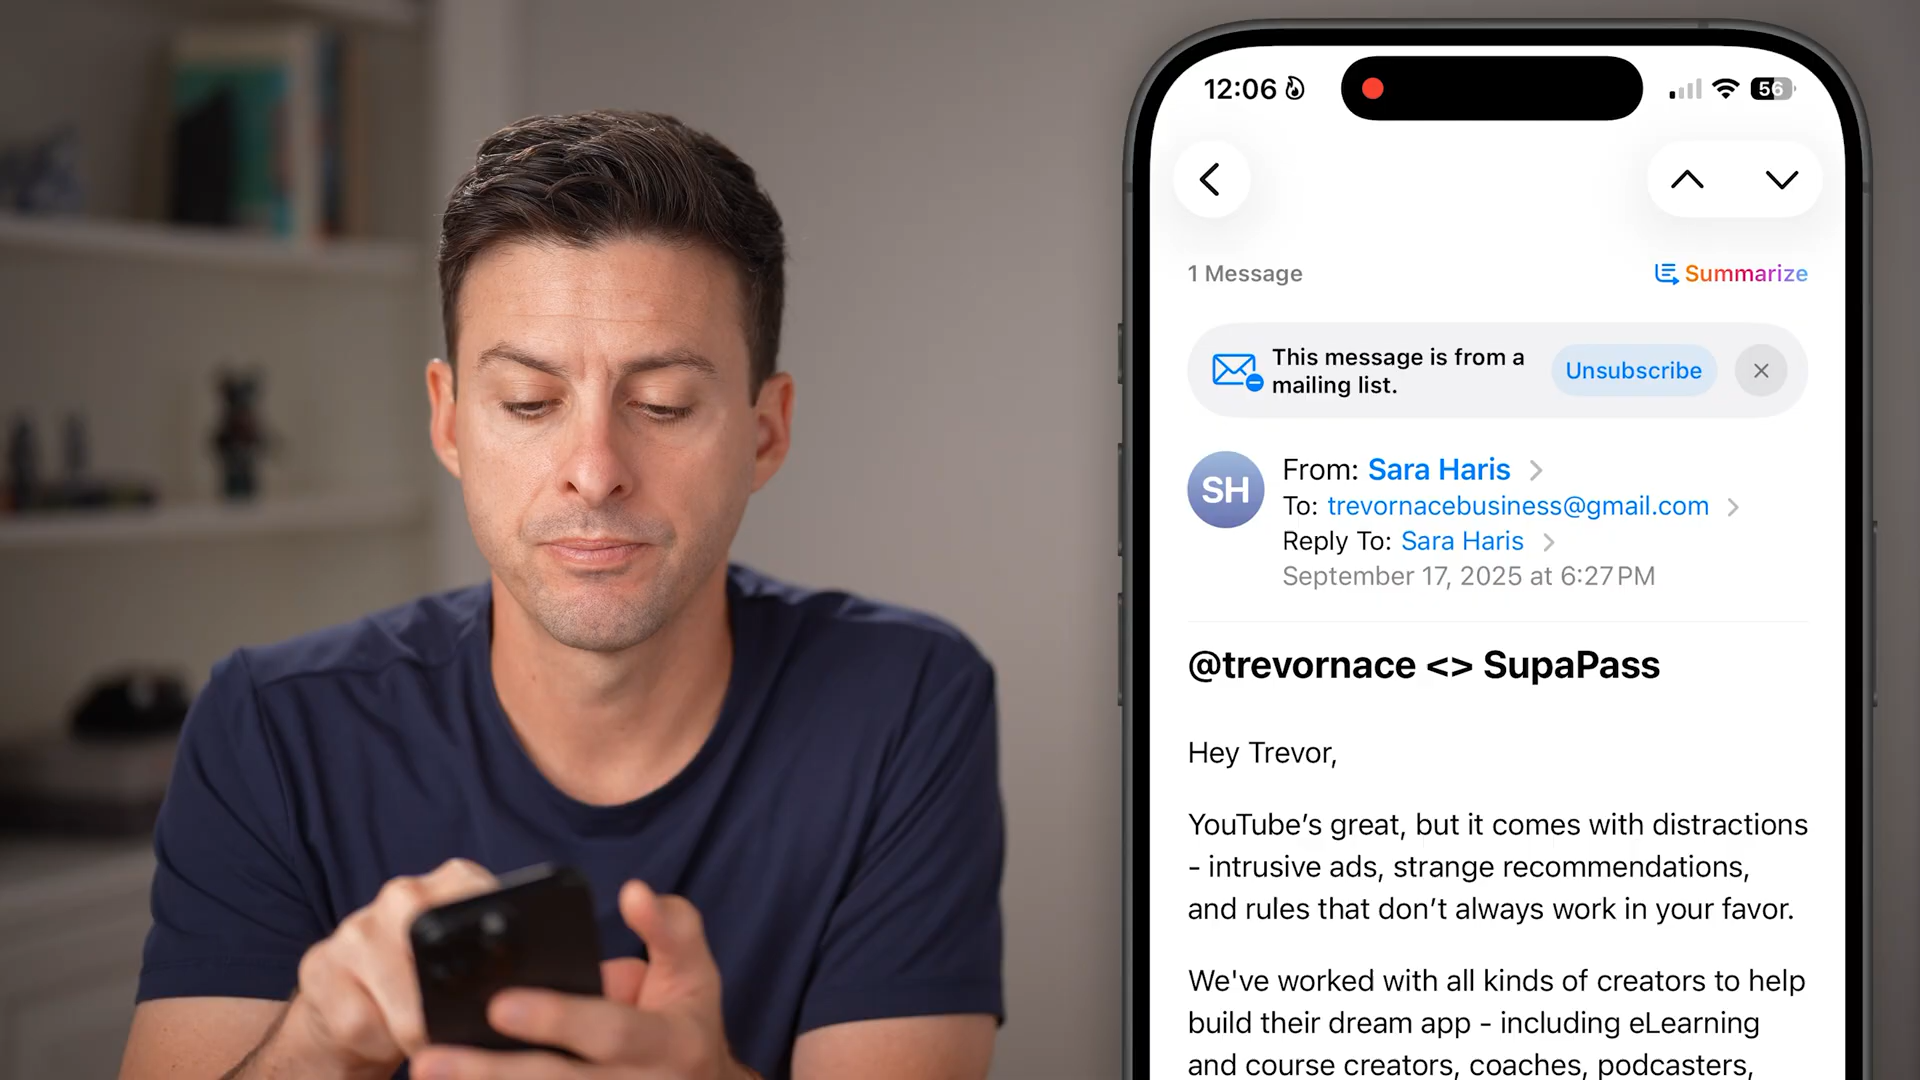 12:06
56
1 Message
Summarize
This message is from a
mailing list.
Unsubscribe
SH
From: Sara Haris
To: trevornacebusiness@gmail.com
Reply To: Sara Haris
September 17, 2025 at 6:27 PM
@trevornace <> SupaPass
Hey Trevor,
YouTube’s great, but it comes with distractions
- intrusive ads, strange recommendations,
and rules that don’t always work in your favor.
We've worked with all kinds of creators to help
build their dream app - including eLearning
and course creators, coaches, podcasters,